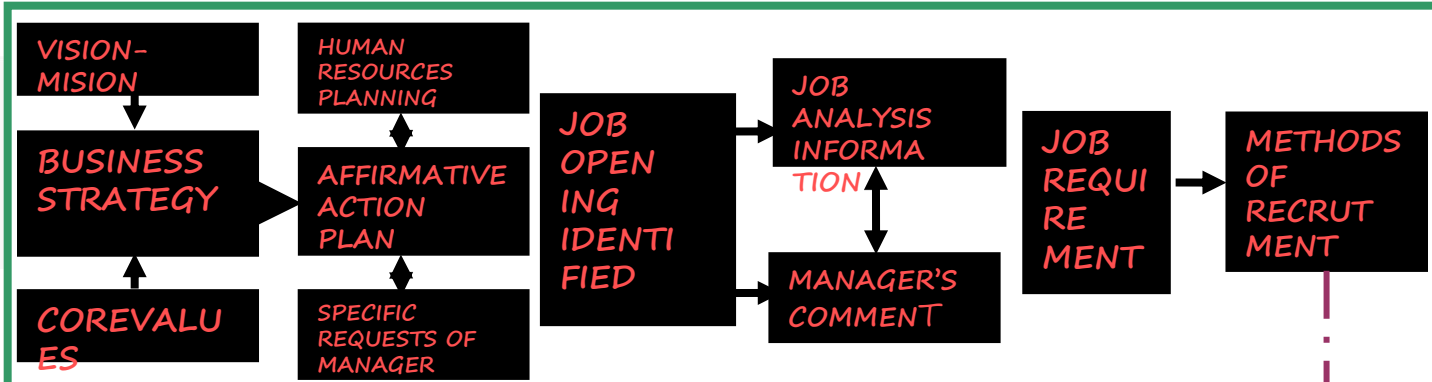 VISION-
MISION
BUSINESS
STRATEGY
COREVALU
ES
HUMAN
RESOURCES
PLANNING
AFFIRMATIVE
ACTION
PLAN
SPECIFIC
REQUESTS OF
MANAGER
JOB
OPEN
ING
IDENTI
FIED
JOB
ANALYSIS
INFORMA
TION
MANAGER'S
COMMENT
JOB
REQUI
RE
MENT
METHODS
OF
RECRUT
MENT